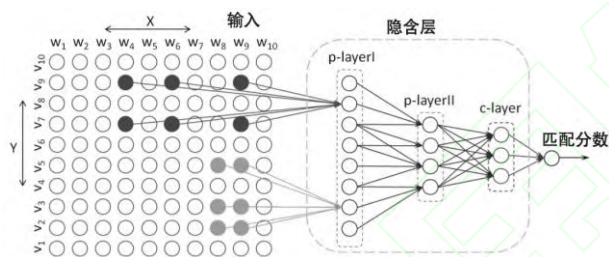 X 输入 隐含层
w1 w2 w3 w4 w5 w6 w7 w8 w9 w10
p-layerI
p-layerII
c-layer
匹配分数
Y
v10
v9
v8
v7
v6
v5
v4
v3
v2
v1